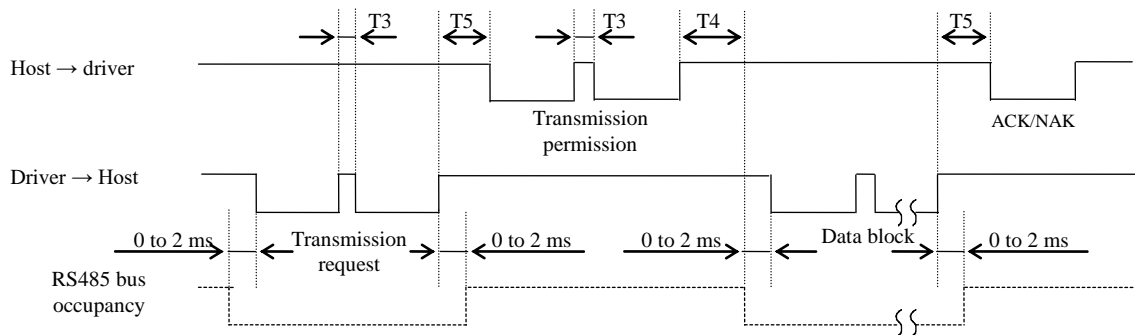 T3
T5
T3
T4
T5
Host → driver
Transmission
permission
ACK/NAK
Driver → Host
0 to 2 ms
Transmission
request
0 to 2 ms
0 to 2 ms
Data block
0 to 2 ms
RS485 bus
occupancy